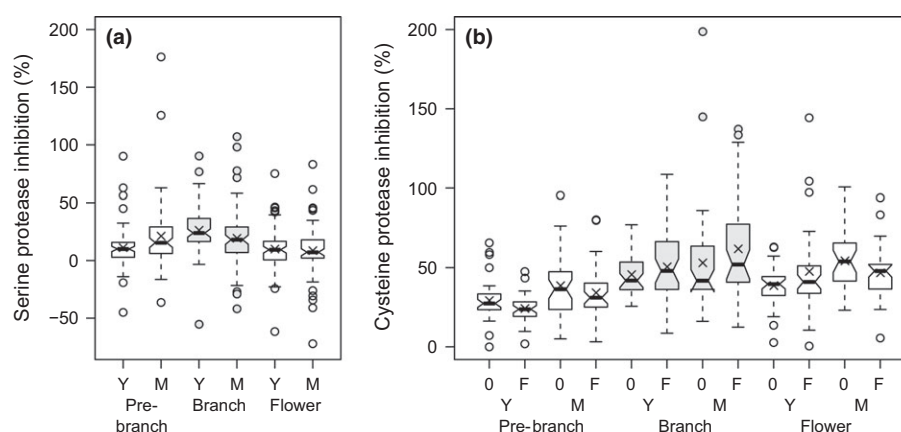 (a)
Serine protease inhibition (%)
200
150
100
50
0
−50
Y M Y M Y M
Pre-
branch Branch Flower
(b)
Cysteine protease inhibition (%)
200
150
100
50
0
0 F 0 F 0 F 0 F 0 F 0 F
Y M Y M Y M
Pre-branch Branch Flower